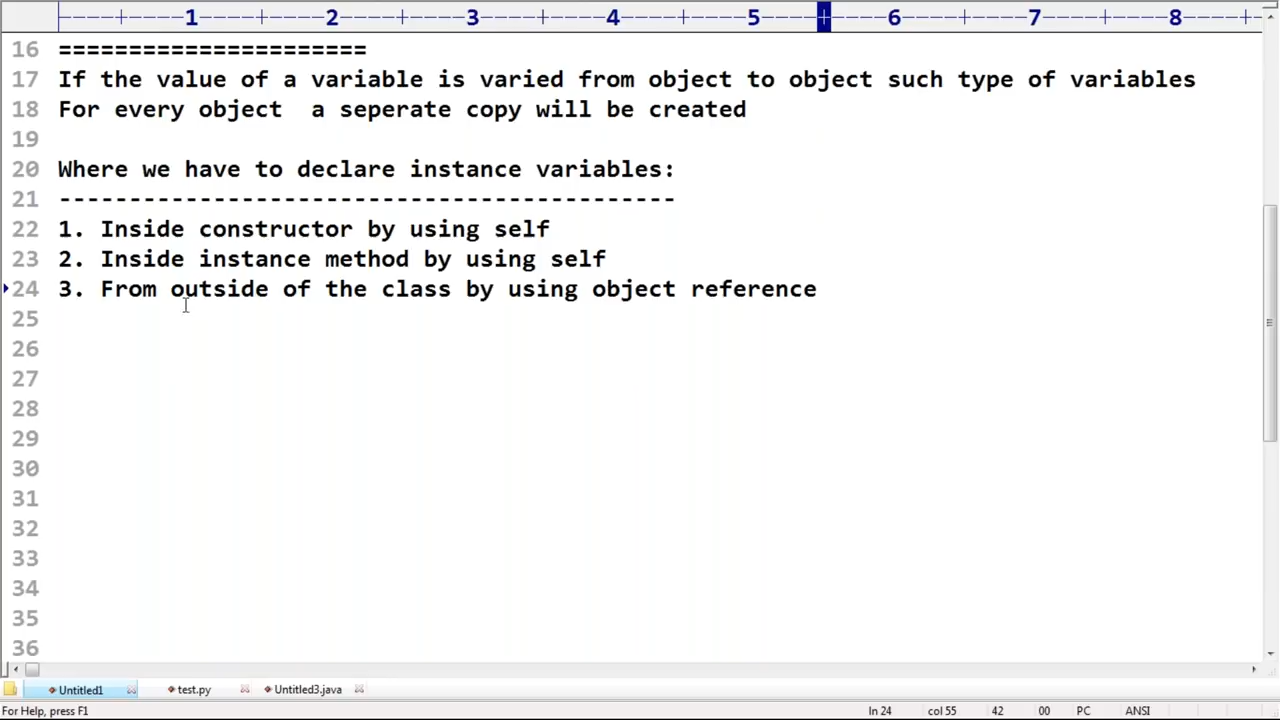 1 2 3 4 5 6 7 8
16 ======================
17 If the value of a variable is varied from object to object such type of variables
18 For every object  a seperate copy will be created
19
20 Where we have to declare instance variables:
21 --------------------------------------------
22 1. Inside constructor by using self
23 2. Inside instance method by using self
24 3. From outside of the class by using object reference
25
26
27
28
29
30
31
32
33
34
35
36
Untitled1 test.py Untitled3.java
For Help, press F1 ln 24 col 55 42 00 PC ANSI